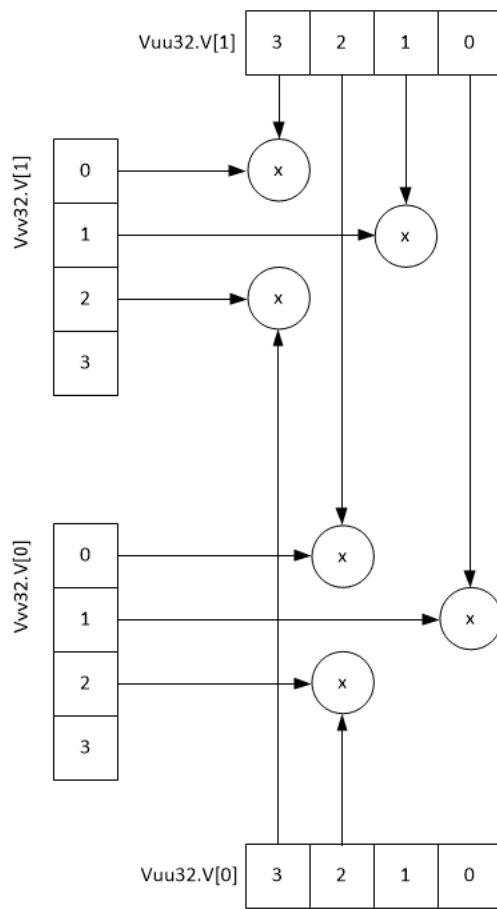 Vuu32.V[1] 3 2 1 0
Vvv32.V[1]
0 x
1 x
2 x
3
Vvv32.V[0]
0 x
1 x
2 x
3
Vuu32.V[0] 3 2 1 0